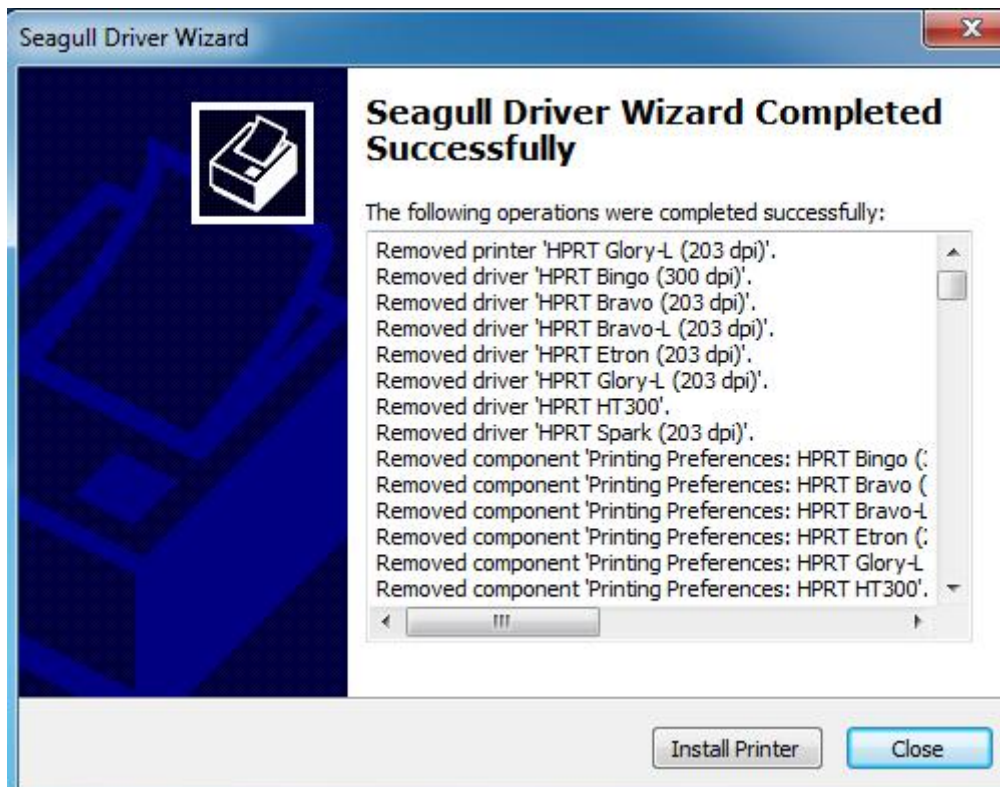 Seagull Driver Wizard
Seagull Driver Wizard Completed
Successfully
The following operations were completed successfully:
Removed printer 'HPRT Glory-L (203 dpi)'.
Removed driver 'HPRT Bingo (300 dpi)'.
Removed driver 'HPRT Bravo (203 dpi)'.
Removed driver 'HPRT Bravo-L (203 dpi)'.
Removed driver 'HPRT Etron (203 dpi)'.
Removed driver 'HPRT Glory-L (203 dpi)'.
Removed driver 'HPRT HT300'.
Removed driver 'HPRT Spark (203 dpi)'.
Removed component 'Printing Preferences: HPRT Bingo (
Removed component 'Printing Preferences: HPRT Bravo (
Removed component 'Printing Preferences: HPRT Bravo-L
Removed component 'Printing Preferences: HPRT Etron (
Removed component 'Printing Preferences: HPRT Glory-L
Removed component 'Printing Preferences: HPRT HT300'.
Install Printer
Close